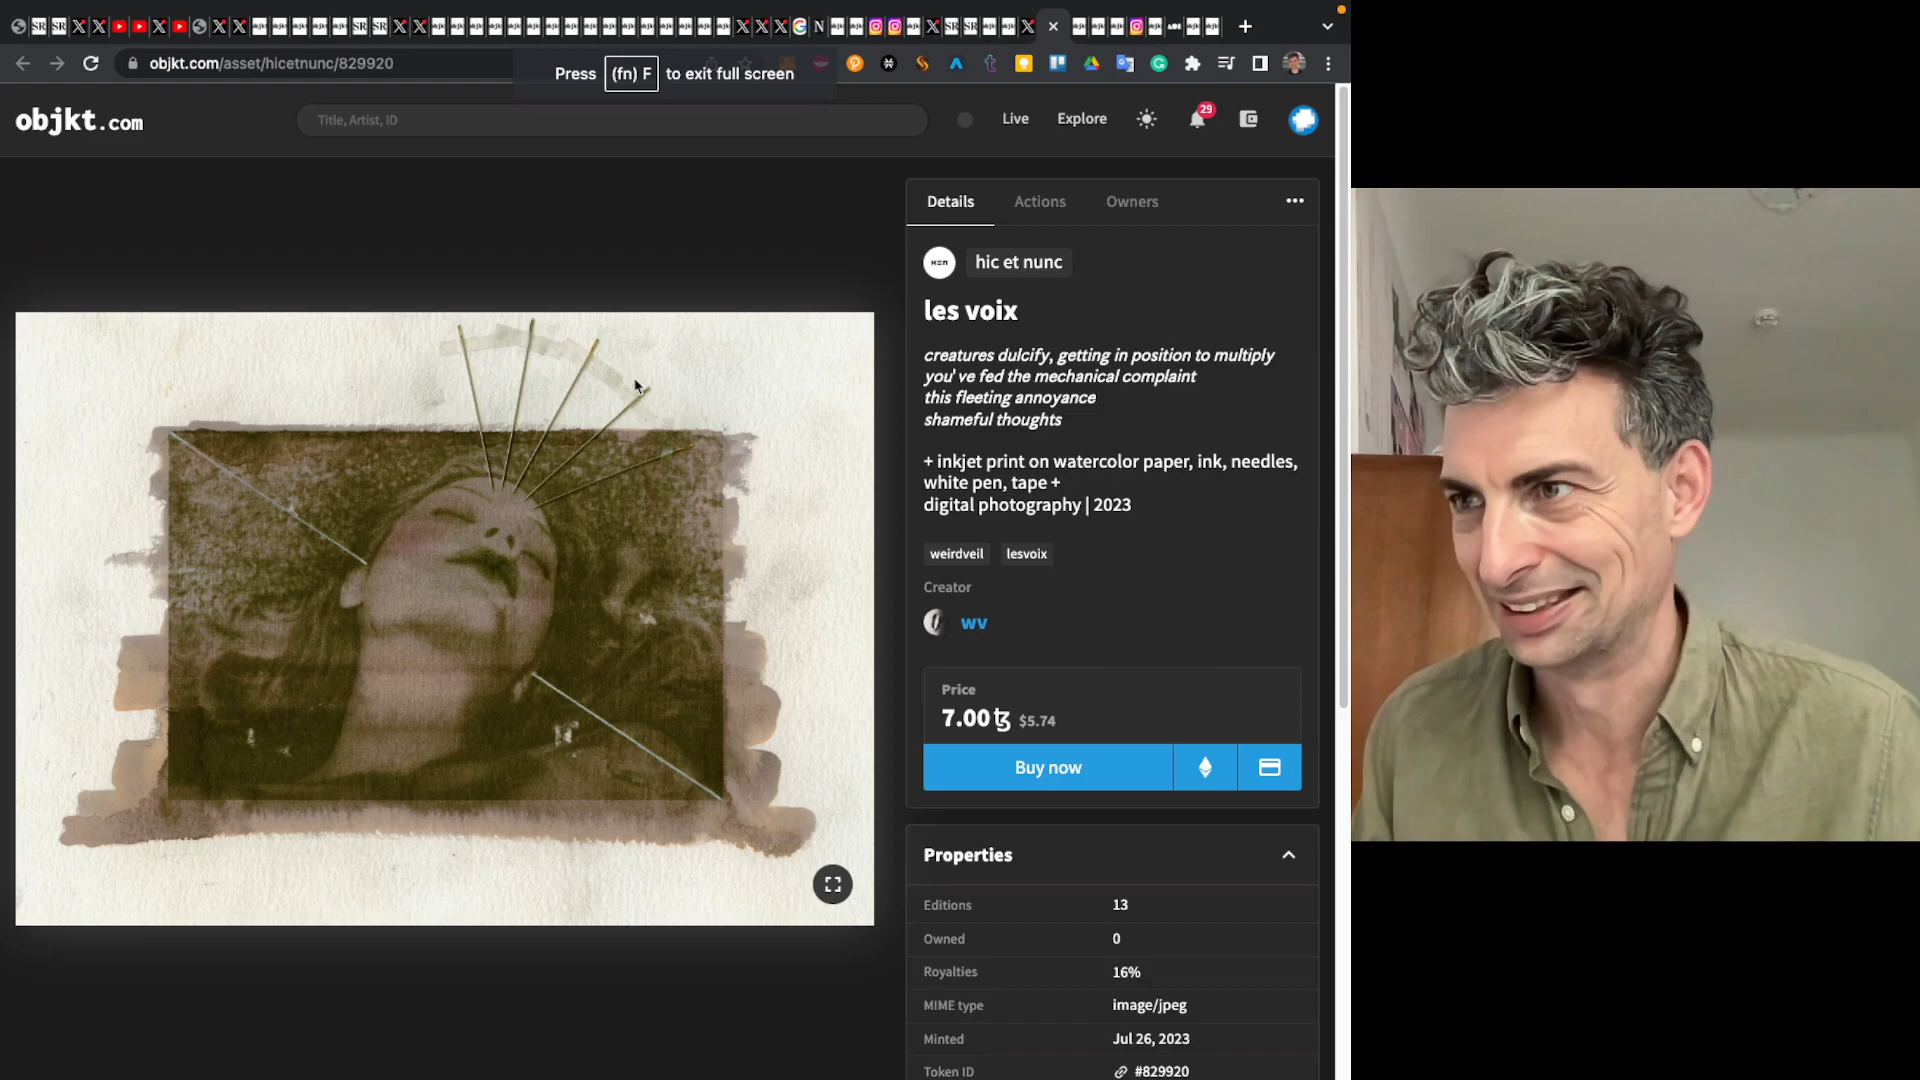 objkt.com/asset/hicetnunc/829920
Press (fn) F to exit full screen
objkt.com
Title, Artist, ID
Live
Explore
29
Details
Actions
Owners
hic et nunc
les voix
creatures dulcify, getting in position to multiply
you've fed the mechanical complaint
this fleeting annoyance
shameful thoughts
+ inkjet print on watercolor paper, ink, needles,
white pen, tape +
digital photography | 2023
weirdveil
lesvoix
Creator
wv
Price
7.00 ꜩ $5.74
Buy now
Properties
Editions 13
Owned 0
Royalties 16%
MIME type image/jpeg
Minted Jul 26, 2023
Token ID #829920